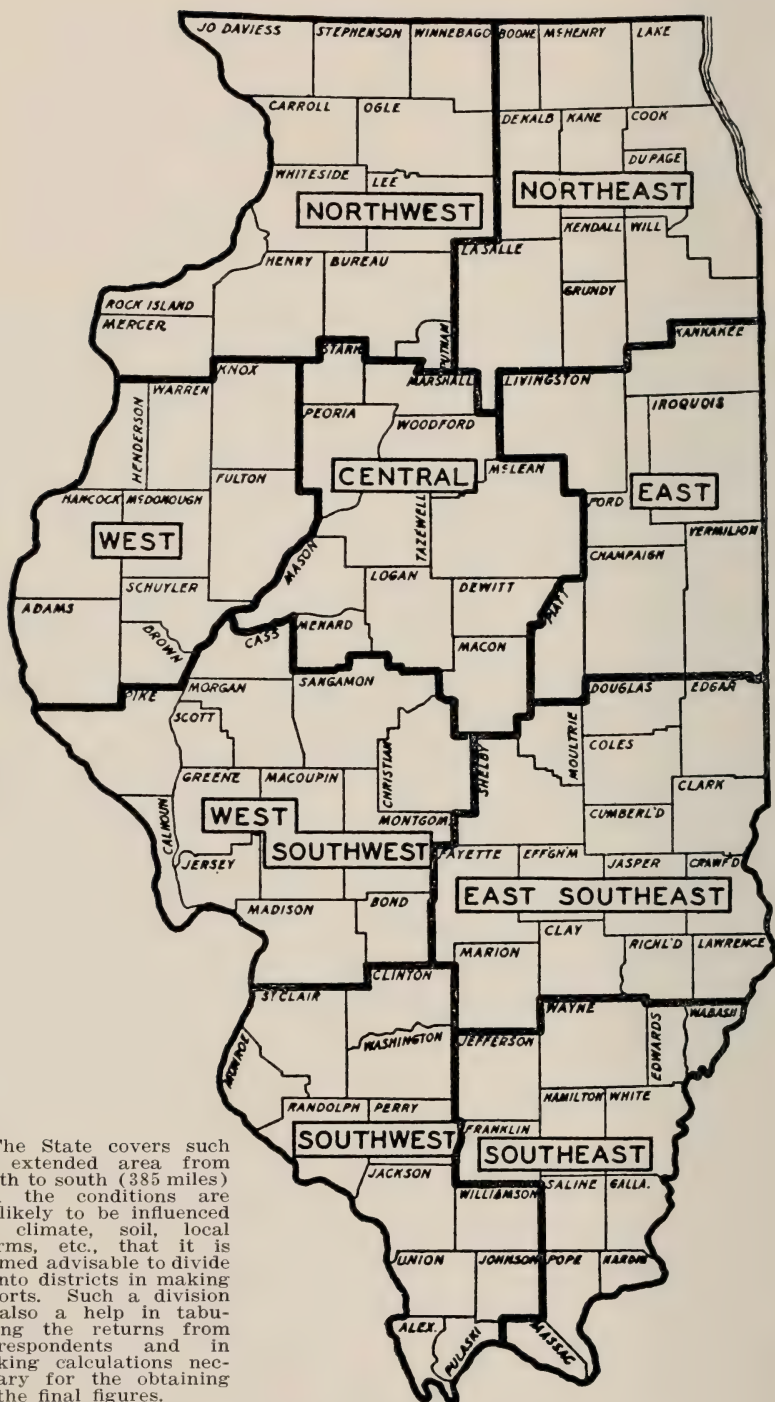 JO DAVIESS
STEPHENSON
WINNEBAGO
BOONE
McHENRY
LAKE
CARROLL
OGLE
DEKALB
KANE
COOK
DUPAGE
WHITESIDE
LEE
NORTHWEST
NORTHEAST
KENDALL
WILL
LASALLE
HENRY
BUREAU
GRUNDY
ROCK ISLAND
MERCER
PUTNAM
KANKAKEE
STARK
KNOX
MARSHALL
LIVINGSTON
WARREN
HENDERSON
PEORIA
WOODFORD
IROQUOIS
CENTRAL
McLEAN
FULTON
TAZEWELL
FORD
EAST
HANCOCK
McDONOUGH
WEST
VERMILION
MASON
CHAMPAIGN
LOGAN
DEWITT
SCHUYLER
ADAMS
BROWN
CASS
MENARD
PIATT
MACON
PIKE
MORGAN
SANGAMON
DOUGLAS
EDGAR
SCOTT
CHRISTIAN
SHELBY
MOULTRIE
COLES
GREENE
MACOUPIN
CLARK
CALHOUN
WEST
SOUTHWEST
MONTGOM
CUMBERL'D
JERSEY
FAYETTE
EFFGH'M
JASPER
CRAWF'D
EAST SOUTHEAST
MADISON
BOND
CLAY
MARION
RICHL'D
LAWRENCE
CLINTON
ST CLAIR
WAYNE
WABASH
EDWARDS
WASHINGTON
JEFFERSON
MONROE
HAMILTON
WHITE
RANDOLPH
PERRY
FRANKLIN
SOUTHWEST
SOUTHEAST
JACKSON
SALINE
GALLA.
WILLIAMSON
UNION
JOHNSON
POPE
HARDIN
ALEX.
PULASKI
MASSAC
The State covers such
extended area from
th to south (385 miles)
the conditions are
likely to be influenced
climate, soil, local
rms, etc., that it is
med advisable to divide
nto districts in making
orts. Such a division
also a help in tabu-
ng the returns from
respondents and in
king calculations nec-
ary for the obtaining
the final figures.